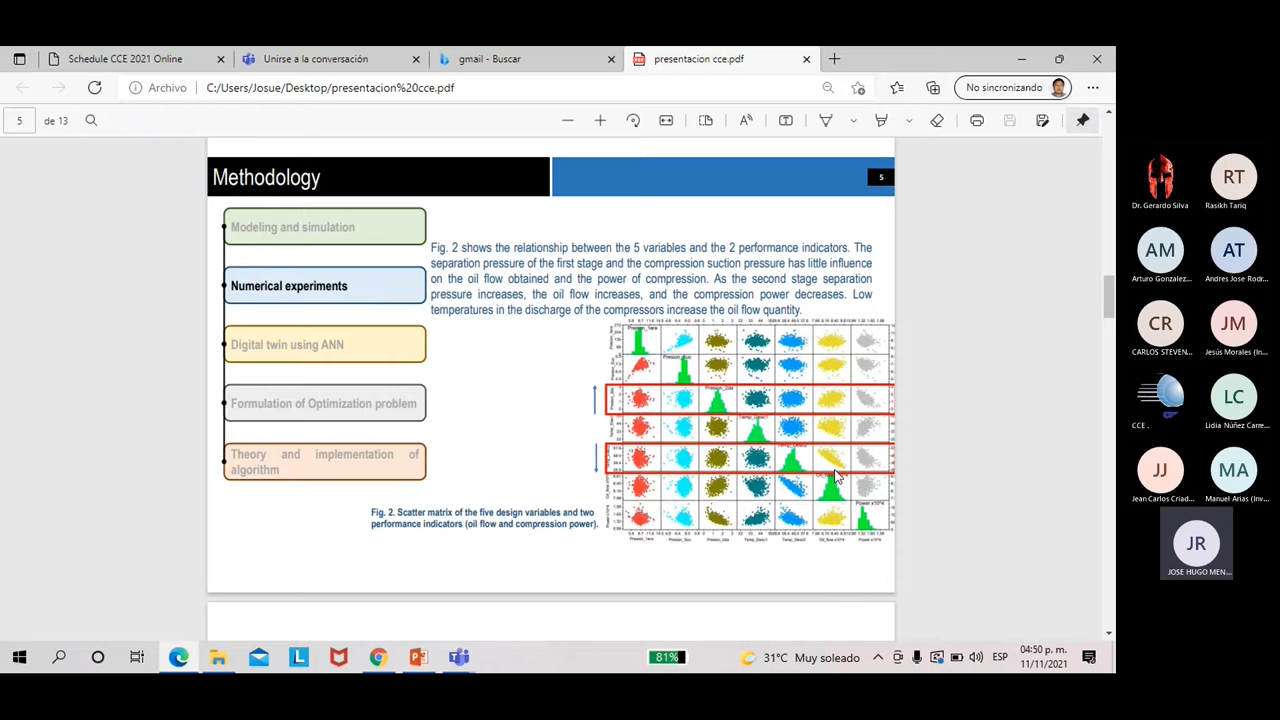 Schedule CCE 2021 Online
Unirse a la conversación
gmail - Buscar
presentacion cce.pdf
Archivo
C:/Users/Josue/Desktop/presentacion%20cce.pdf
No sincronizando
5 de 13
Methodology
5
Modeling and simulation
Numerical experiments
Digital twin using ANN
Formulation of Optimization problem
Theory and implementation of
algorithm
Fig. 2 shows the relationship between the 5 variables and the 2 performance indicators. The
separation pressure of the first stage and the compression suction pressure has little influence
on the oil flow obtained and the power of compression. As the second stage separation
pressure increases, the oil flow increases, and the compression power decreases. Low
temperatures in the discharge of the compressors increase the oil flow quantity.
Presion_1era
Presion_2da
Power x10^4
Fig. 2. Scatter matrix of the five design variables and two
performance indicators (oil flow and compression power).
Dr. Gerardo Silva
RT
Rasikh Tariq
AM
Arturo Gonzalez...
AT
Andres Jose Rodr...
CR
CARLOS STEVEN...
JM
Jesús Morales (In...
CCE .
LC
Lidia Núñez Carre...
JJ
Jean Carlos Criad...
MA
Manuel Arias (Inv...
JR
JOSE HUGO MEN...
81%
31°C Muy soleado
ESP
04:50 p. m.
11/11/2021